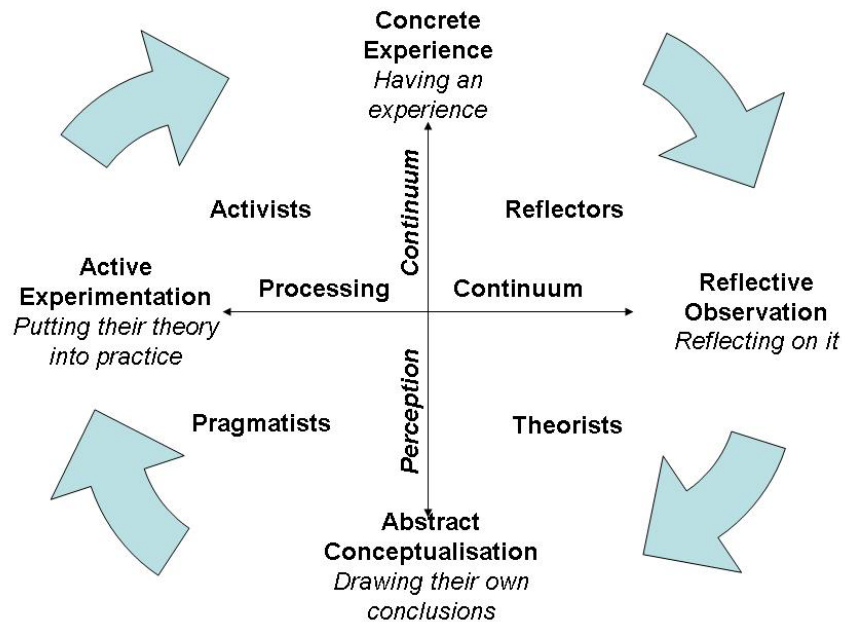 Concrete
Experience
Having an
experience
Activists
Reflectors
Continuum
Active
Experimentation
Putting their theory
into practice
Processing
Continuum
Reflective
Observation
Reflecting on it
Perception
Pragmatists
Theorists
Abstract
Conceptualisation
Drawing their own
conclusions